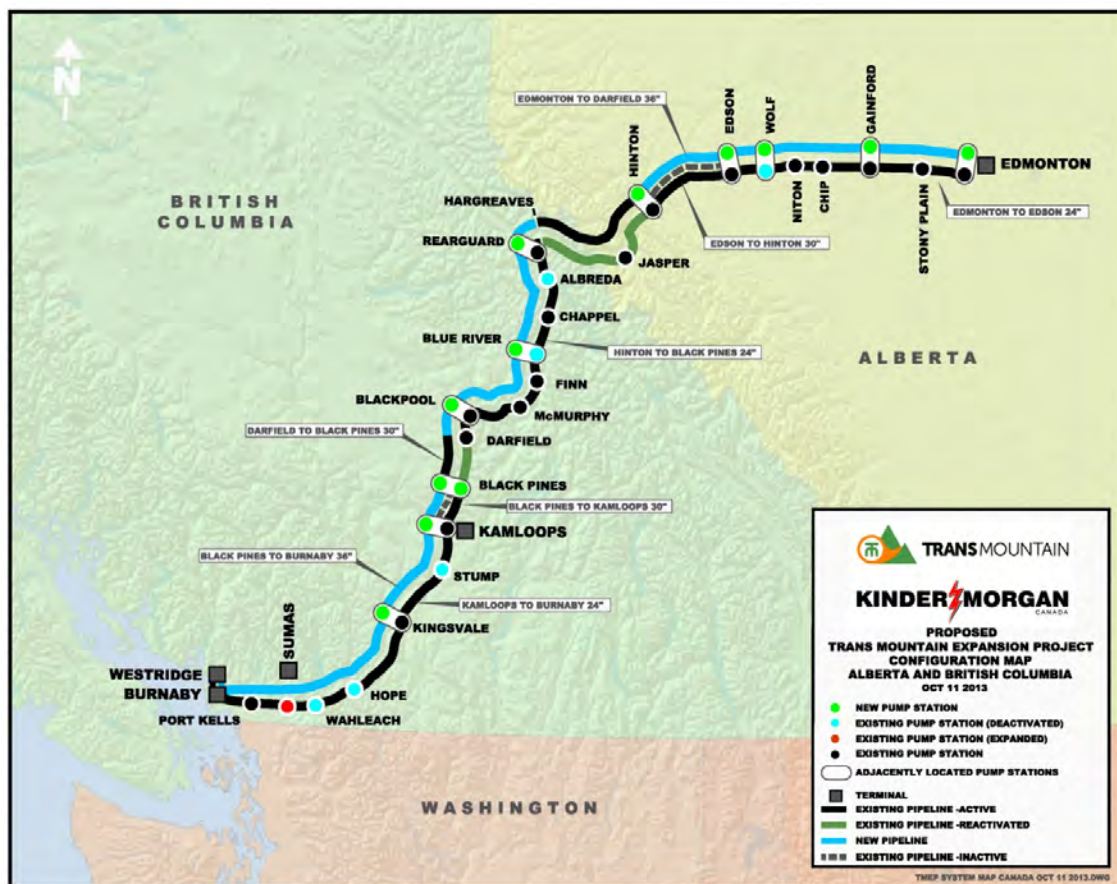 N
BRITISH
COLUMBIA
ALBERTA
WASHINGTON
EDMONTON TO DARFIELD 36"
EDSON
WOLF
GAINFORD
EDMONTON
HINTON
NITON
CHIP
STONY PLAIN
EDMONTON TO EDSON 24"
EDSON TO HINTON 30"
HARGREAVES
REARGUARD
JASPER
ALBREDA
CHAPPEL
BLUE RIVER
HINTON TO BLACK PINES 24"
FINN
BLACKPOOL
McMURPHY
DARFIELD TO BLACK PINES 30"
DARFIELD
BLACK PINES
BLACK PINES TO KAMLOOPS 30"
KAMLOOPS
BLACK PINES TO BURNABY 36"
STUMP
KAMLOOPS TO BURNABY 24"
KINGSVALE
SUMAS
WESTRIDGE
BURNABY
HOPE
PORT KELLS
WAHLEACH
TRANSMOUNTAIN
KINDER MORGAN
CANADA
PROPOSED
TRANS MOUNTAIN EXPANSION PROJECT
CONFIGURATION MAP
ALBERTA AND BRITISH COLUMBIA
OCT 11 2013
NEW PUMP STATION
EXISTING PUMP STATION (DEACTIVATED)
EXISTING PUMP STATION (EXPANDED)
EXISTING PUMP STATION
ADJACENTLY LOCATED PUMP STATIONS
TERMINAL
EXISTING PIPELINE -ACTIVE
EXISTING PIPELINE -REACTIVATED
NEW PIPELINE
EXISTING PIPELINE -INACTIVE
TMEP SYSTEM MAP CANADA OCT 11 2013.DWG